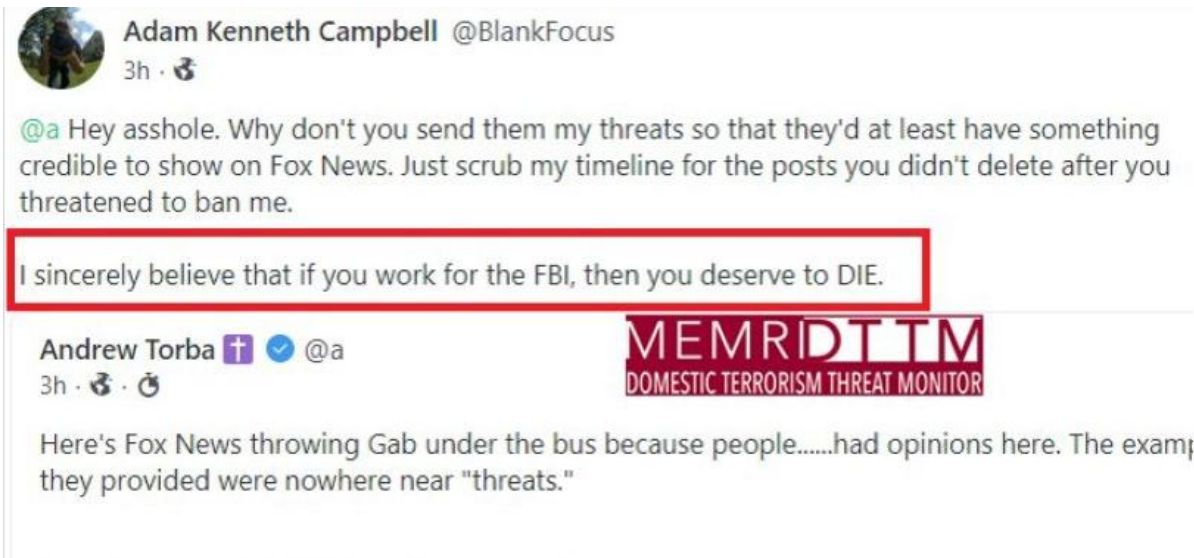 Adam Kenneth Campbell @BlankFocus
3h ·
@a Hey asshole. Why don't you send them my threats so that they'd at least have something
credible to show on Fox News. Just scrub my timeline for the posts you didn't delete after you
threatened to ban me.
I sincerely believe that if you work for the FBI, then you deserve to DIE.
Andrew Torba @a
3h · ·
MEMRI DTTM
DOMESTIC TERRORISM THREAT MONITOR
Here's Fox News throwing Gab under the bus because people......had opinions here. The
they provided were nowhere near "threats."